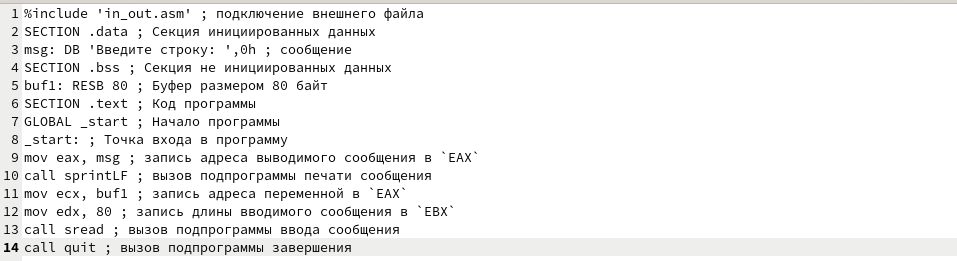 1 %include 'in_out.asm' ; подключение внешнего файла
2 SECTION .data ; Секция инициированных данных
3 msg: DB 'Введите строку: ',0h ; сообщение
4 SECTION .bss ; Секция не инициированных данных
5 buf1: RESB 80 ; Буфер размером 80 байт
6 SECTION .text ; Код программы
7 GLOBAL _start ; Начало программы
8 _start: ; Точка входа в программу
9 mov eax, msg ; запись адреса выводимого сообщения в `EAX`
10 call sprintLF ; вызов подпрограммы печати сообщения
11 mov ecx, buf1 ; запись адреса переменной в `EAX`
12 mov edx, 80 ; запись длины вводимого сообщения в `EBX`
13 call sread ; вызов подпрограммы ввода сообщения
14 call quit ; вызов подпрограммы завершения